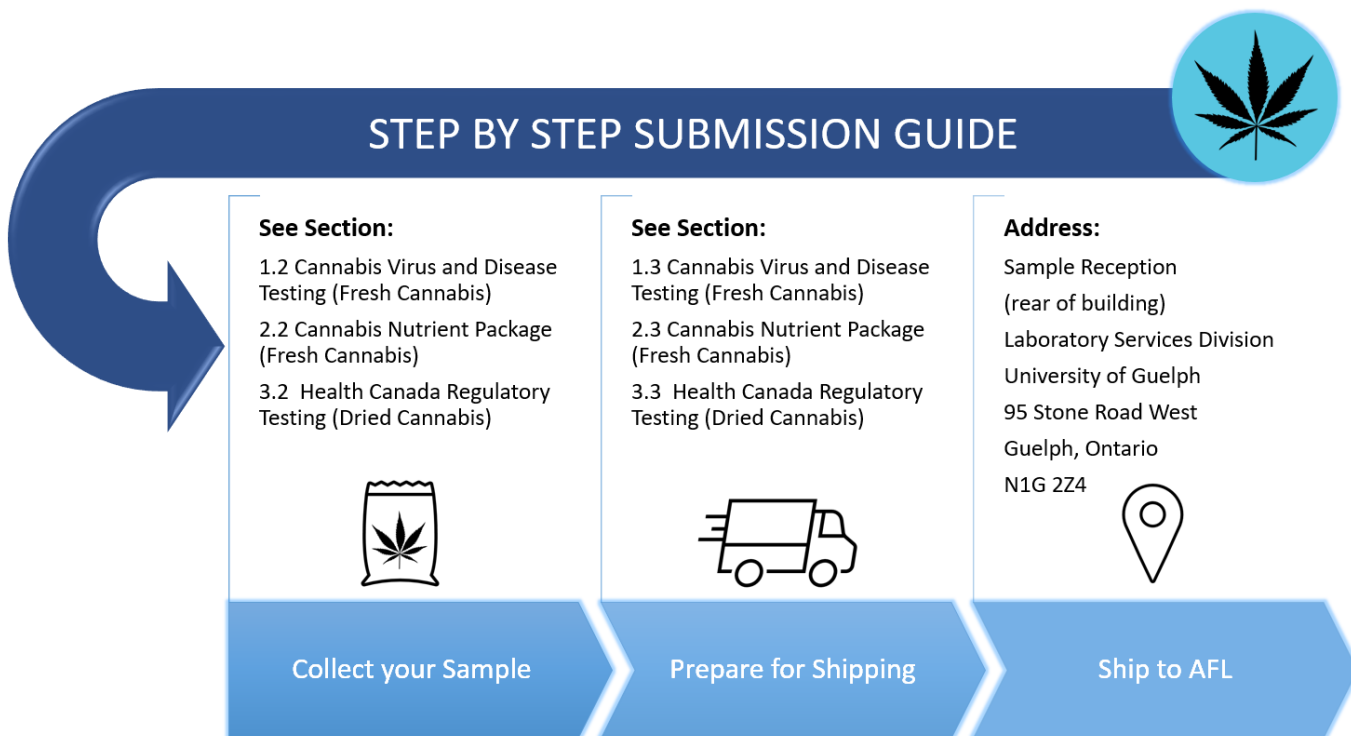 STEP BY STEP SUBMISSION GUIDE
See Section:
1.2 Cannabis Virus and Disease
Testing (Fresh Cannabis)
2.2 Cannabis Nutrient Package
(Fresh Cannabis)
3.2  Health Canada Regulatory
Testing (Dried Cannabis)
Collect your Sample
See Section:
1.3 Cannabis Virus and Disease
Testing (Fresh Cannabis)
2.3 Cannabis Nutrient Package
(Fresh Cannabis)
3.3  Health Canada Regulatory
Testing (Dried Cannabis)
Prepare for Shipping
Address:
Sample Reception
(rear of building)
Laboratory Services Division
University of Guelph
95 Stone Road West
Guelph, Ontario
N1G 2Z4
Ship to AFL